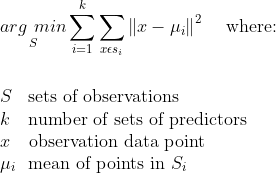 arg min_S ∑_{i=1}^{k} ∑_{xϵs_i} ‖x − μ_i‖² where:
S sets of observations
k number of sets of predictors
x observation data point
μ_i mean of points in S_i